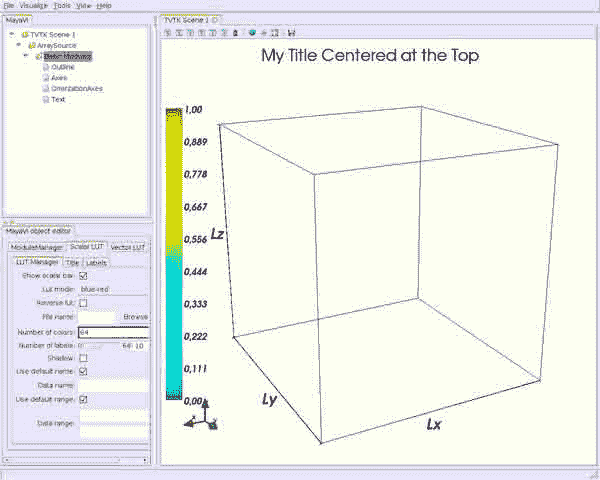 File Visualize Tools View Help
MayaVi
TVTK Scene 1
TVTK Scene 1
ArraySource
Outline
Axes
OrientationAxes
Text
My Title Centered at the Top
1,00
0,889
0,778
0,667
0,556
0,444
0,333
0,222
0,111
0,00
Lz
Ly
Lx
x
MayaVi object editor
ModuleManager Scalar LUT Vector LUT
LUT Manager Title Labels
Show scalar bar:
Lut mode: blue-red
Reverse lut:
File name: Browse
Number of colors: 64
Number of labels: 64 10
Shadow:
Use default name:
Data name:
Use default range:
Data range: